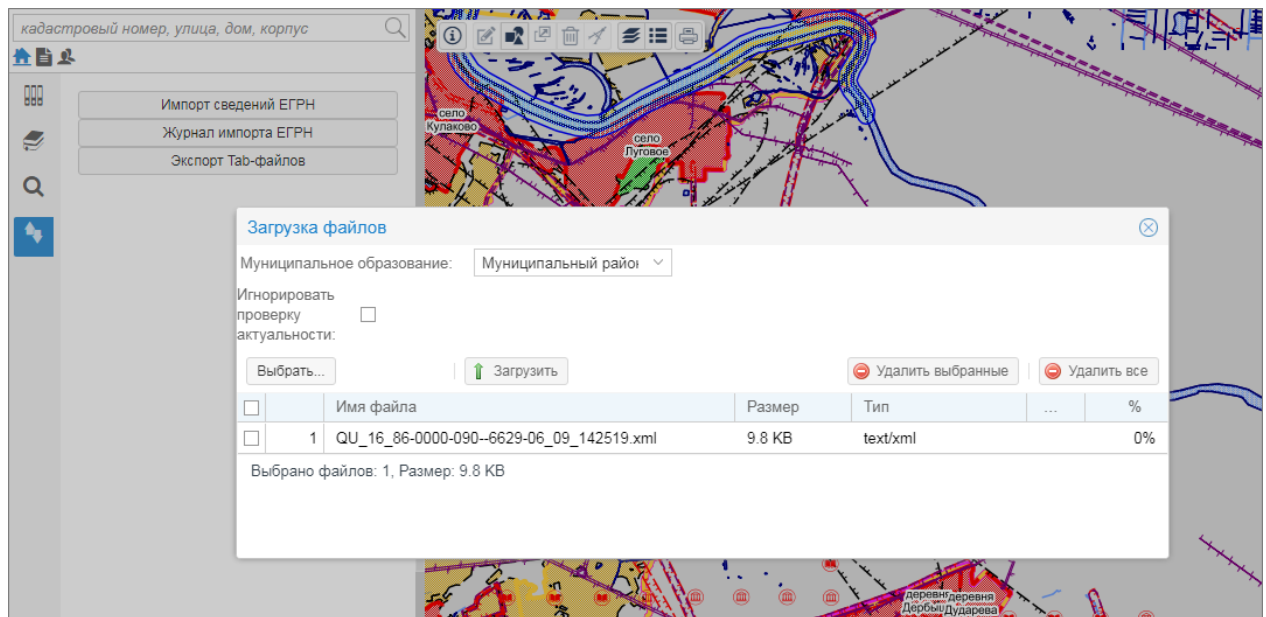 кадастровый номер, улица, дом, корпус
Импорт сведений ЕГРН
Журнал импорта ЕГРН
Экспорт Tab-файлов
село
Кулаково
село
Луговое
Загрузка файлов
Муниципальное образование: Муниципальный район
Игнорировать
проверку
актуальности:
Выбрать... Загрузить Удалить выбранные Удалить все
Имя файла Размер Тип ... %
1 QU_16_86-0000-090--6629-06_09_142519.xml 9.8 KB text/xml 0%
Выбрано файлов: 1, Размер: 9.8 KB
деревня
Дударева